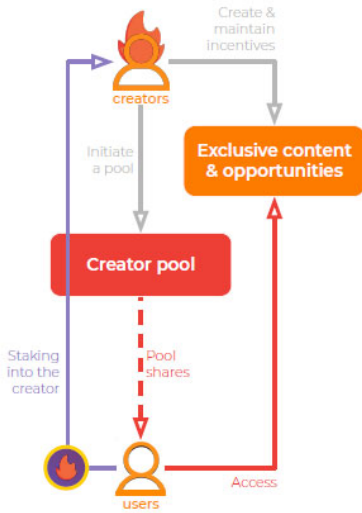 Create &
maintain
incentives
creators
Initiate
a pool
Exclusive content
& opportunities
Creator pool
Staking
into the
creator
Pool
shares
Access
users